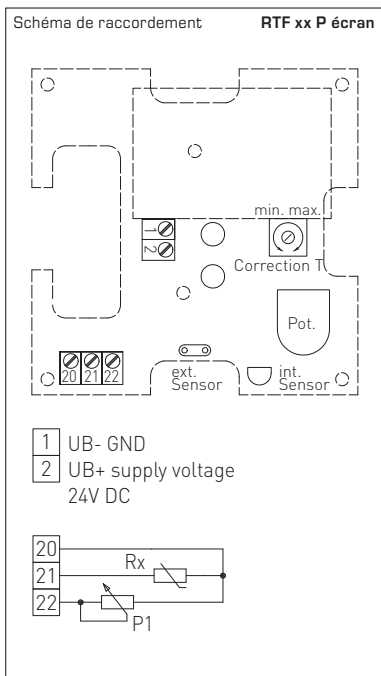 Schéma de raccordement RTF xx P écran
min. max.
1
2
Correction T.
Pot.
20 21 22
ext.
Sensor
int.
Sensor
1 UB- GND
2 UB+ supply voltage
24V DC
20
Rx
21
22
P1